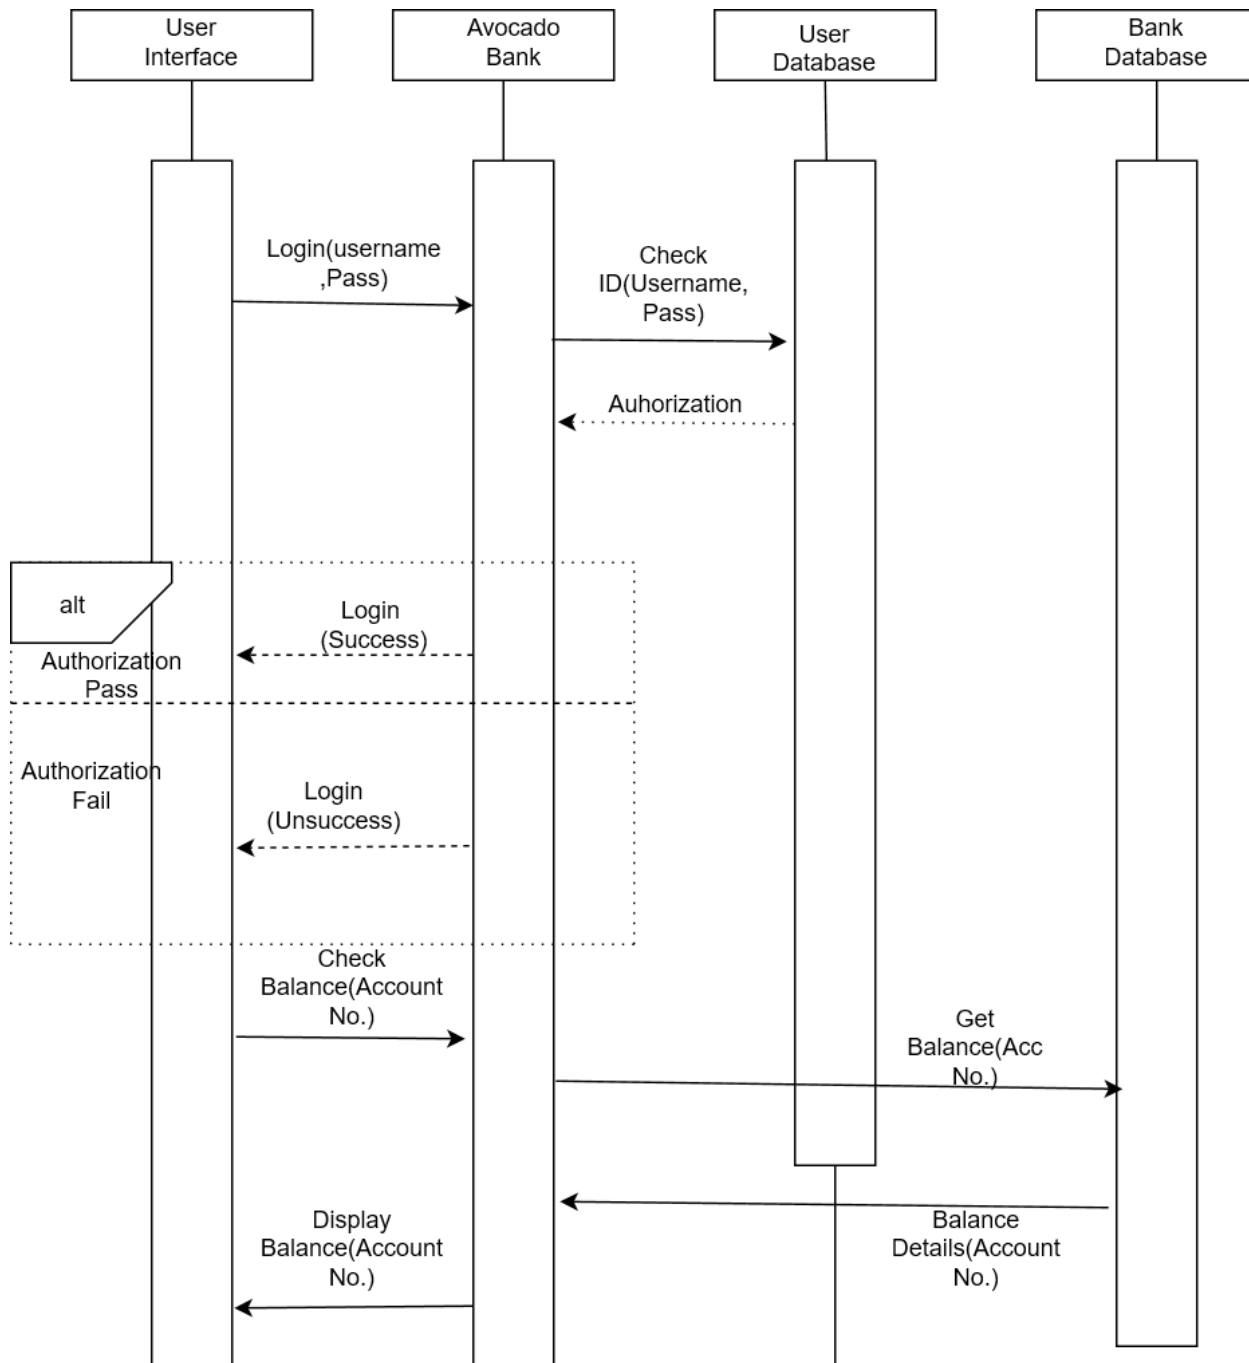 User
Interface
Avocado
Bank
User
Database
Bank
Database
Login(username
,Pass)
Check
ID(Username,
Pass)
Auhorization
alt
Login
(Success)
Authorization
Pass
Authorization
Fail
Login
(Unsuccess)
Check
Balance(Account
No.)
Get
Balance(Acc
No.)
Balance
Details(Account
No.)
Display
Balance(Account
No.)